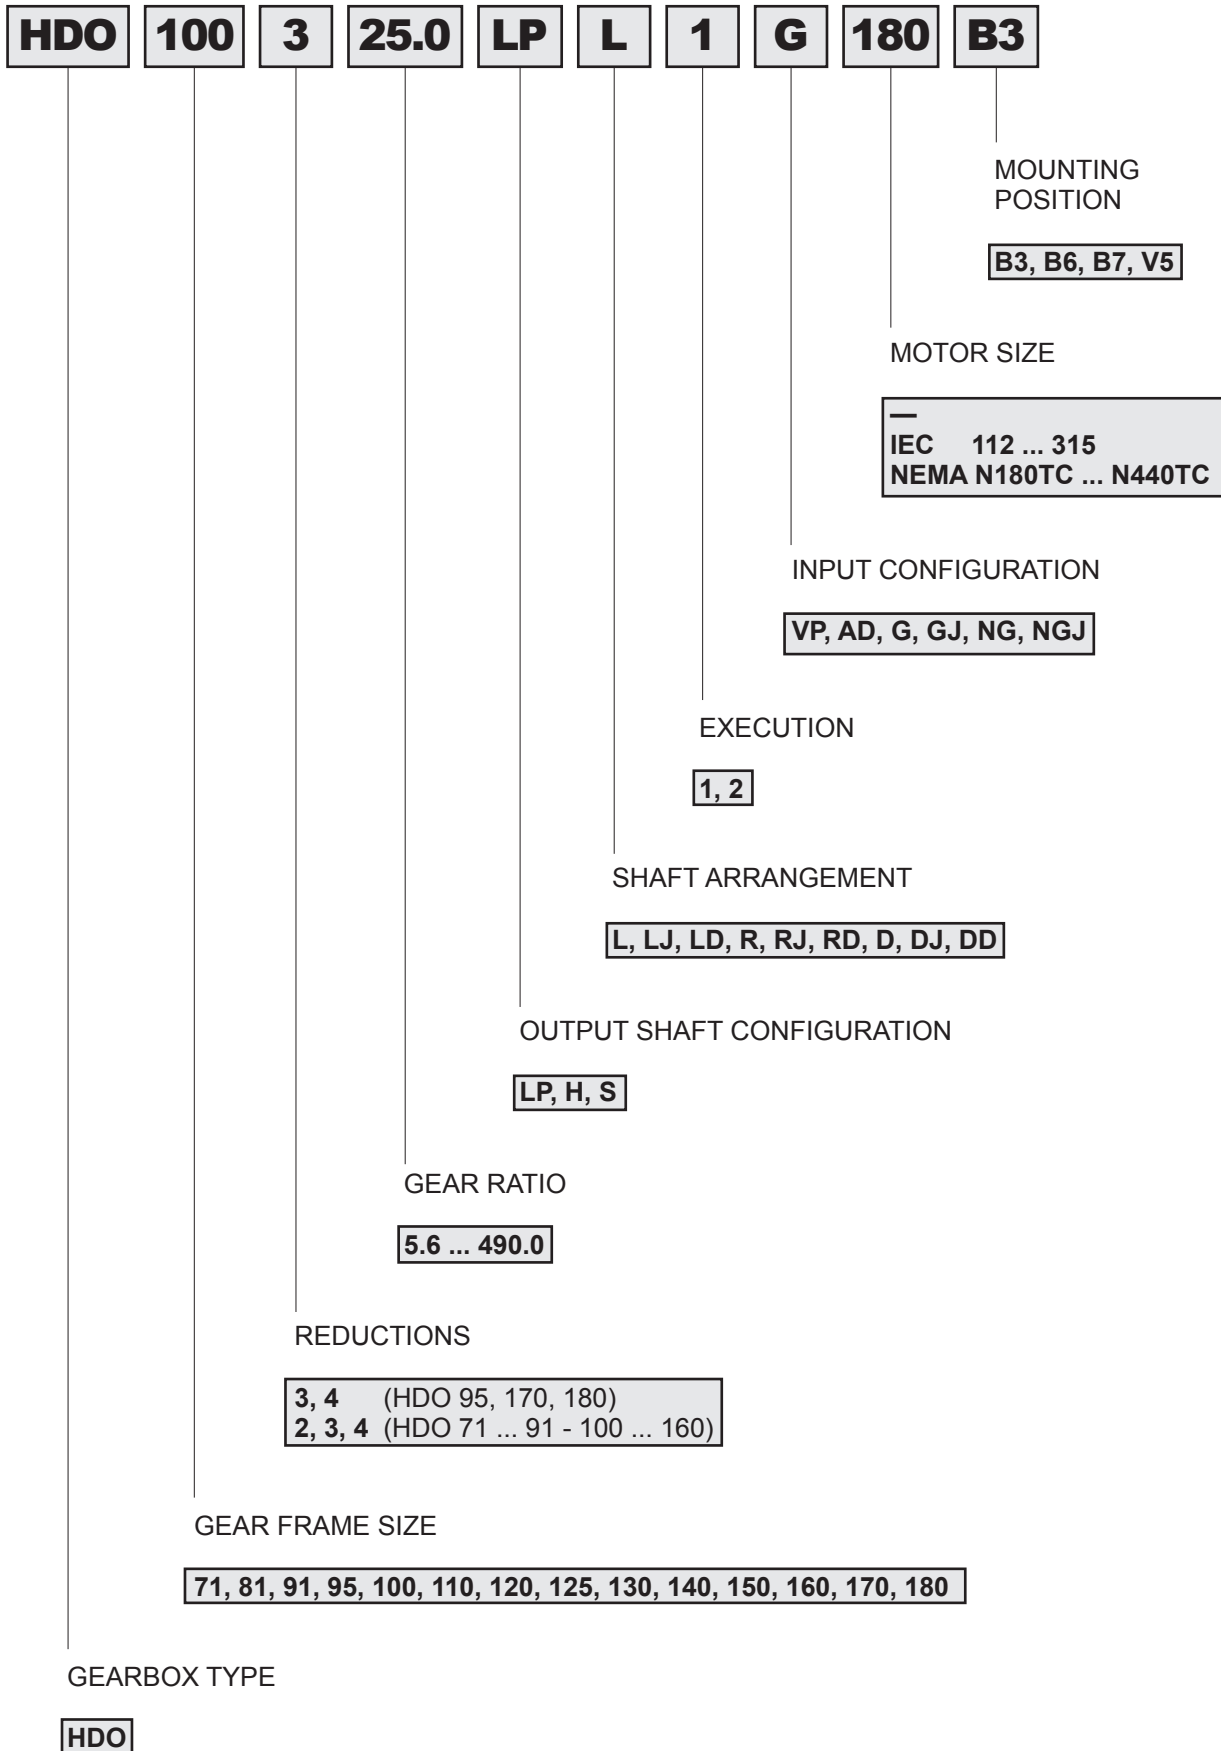 HDO 100 3 25.0 LP L 1 G 180 B3
MOUNTING
POSITION
B3, B6, B7, V5
MOTOR SIZE
—
IEC 112 ... 315
NEMA N180TC ... N440TC
INPUT CONFIGURATION
VP, AD, G, GJ, NG, NGJ
EXECUTION
1, 2
SHAFT ARRANGEMENT
L, LJ, LD, R, RJ, RD, D, DJ, DD
OUTPUT SHAFT CONFIGURATION
LP, H, S
GEAR RATIO
5.6 ... 490.0
REDUCTIONS
3, 4 (HDO 95, 170, 180)
2, 3, 4 (HDO 71 ... 91 - 100 ... 160)
GEAR FRAME SIZE
71, 81, 91, 95, 100, 110, 120, 125, 130, 140, 150, 160, 170, 180
GEARBOX TYPE
HDO